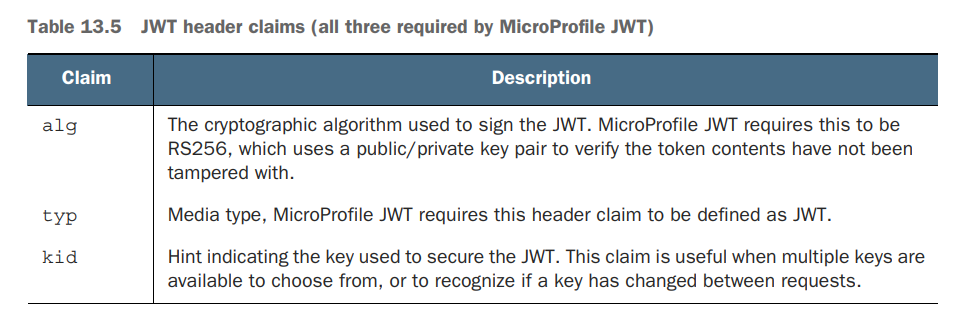 Table 13.5 JWT header claims (all three required by MicroProfile JWT)
Claim Description
alg The cryptographic algorithm used to sign the JWT. MicroProfile JWT requires this to be
RS256, which uses a public/private key pair to verify the token contents have not been
tampered with.
typ Media type, MicroProfile JWT requires this header claim to be defined as JWT.
kid Hint indicating the key used to secure the JWT. This claim is useful when multiple keys are
available to choose from, or to recognize if a key has changed between requests.